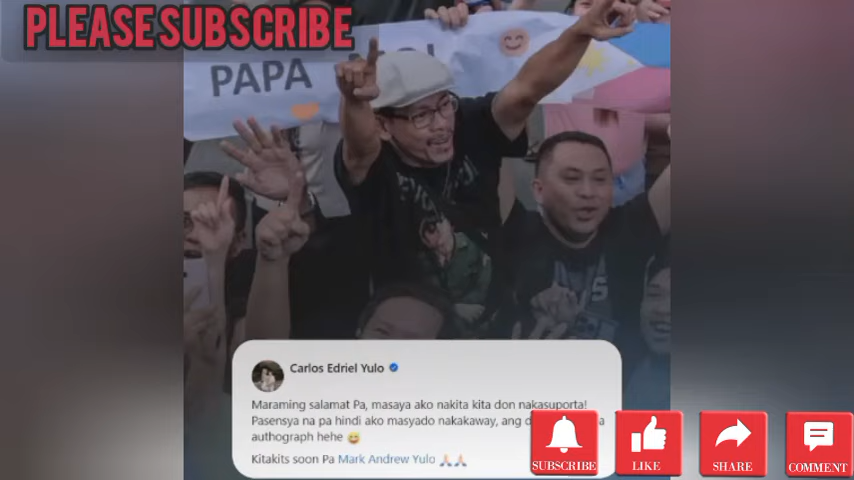 PLEASE SUBSCRIBE
PAPA
Carlos Edriel Yulo
Maraming salamat Pa, masaya ako nakita kita don nakasuporta!
Pasensya na pa hindi ako masyado nakakaway, ang d a
authograph hehe 😅
Kitakits soon Pa Mark Andrew Yulo 🙏🙏
SUBSCRIBE
LIKE
SHARE
COMMENT